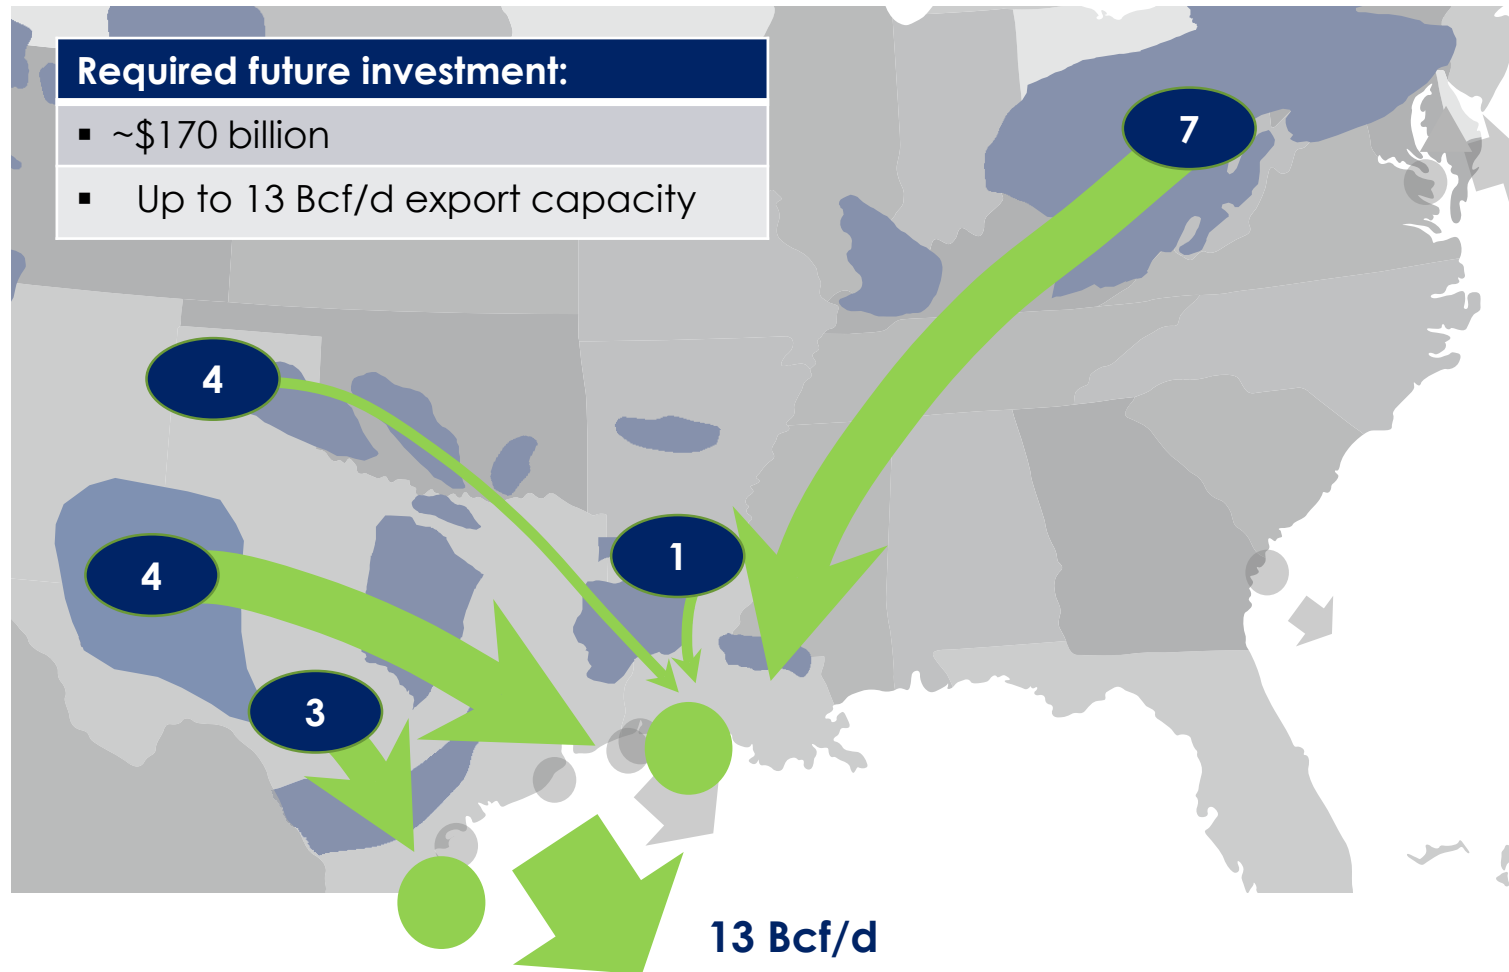 Required future investment:
▪ ~$170 billion
▪ Up to 13 Bcf/d export capacity
7
4
1
4
3
13 Bcf/d